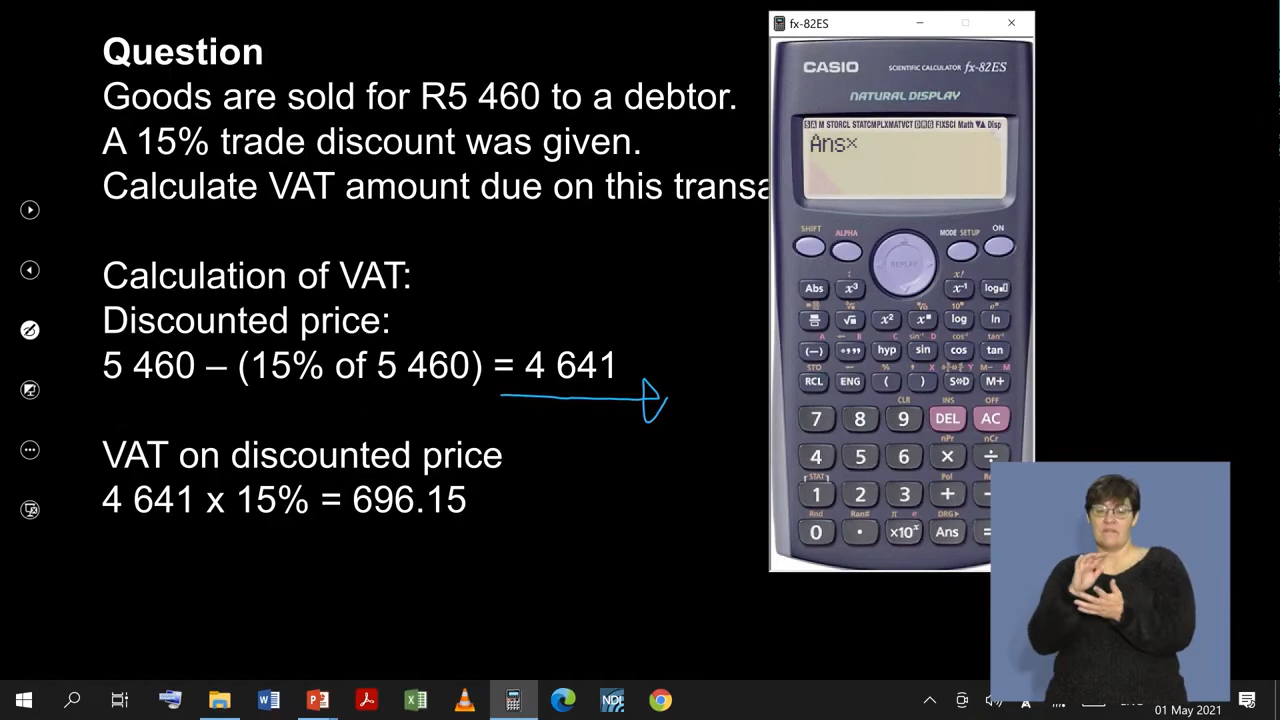 Question
Goods are sold for R5 460 to a debtor.
A 15% trade discount was given.
Calculate VAT amount due on this transa
Calculation of VAT:
Discounted price:
5 460 – (15% of 5 460) = 4 641
VAT on discounted price
4 641 x 15% = 696.15
fx-82ES
CASIO SCIENTIFIC CALCULATOR fx-82ES
NATURAL DISPLAY
Ans×
SHIFT ALPHA REPLAY MODE SETUP ON
Abs x³ x⁻¹ log
x² log ln
(—) hyp sin cos tan
RCL ENG ( ) S⇔D M+
7 8 9 DEL AC
4 5 6 × ÷
1 2 3 + –
0 · ×10ˣ Ans =
01 May 2021